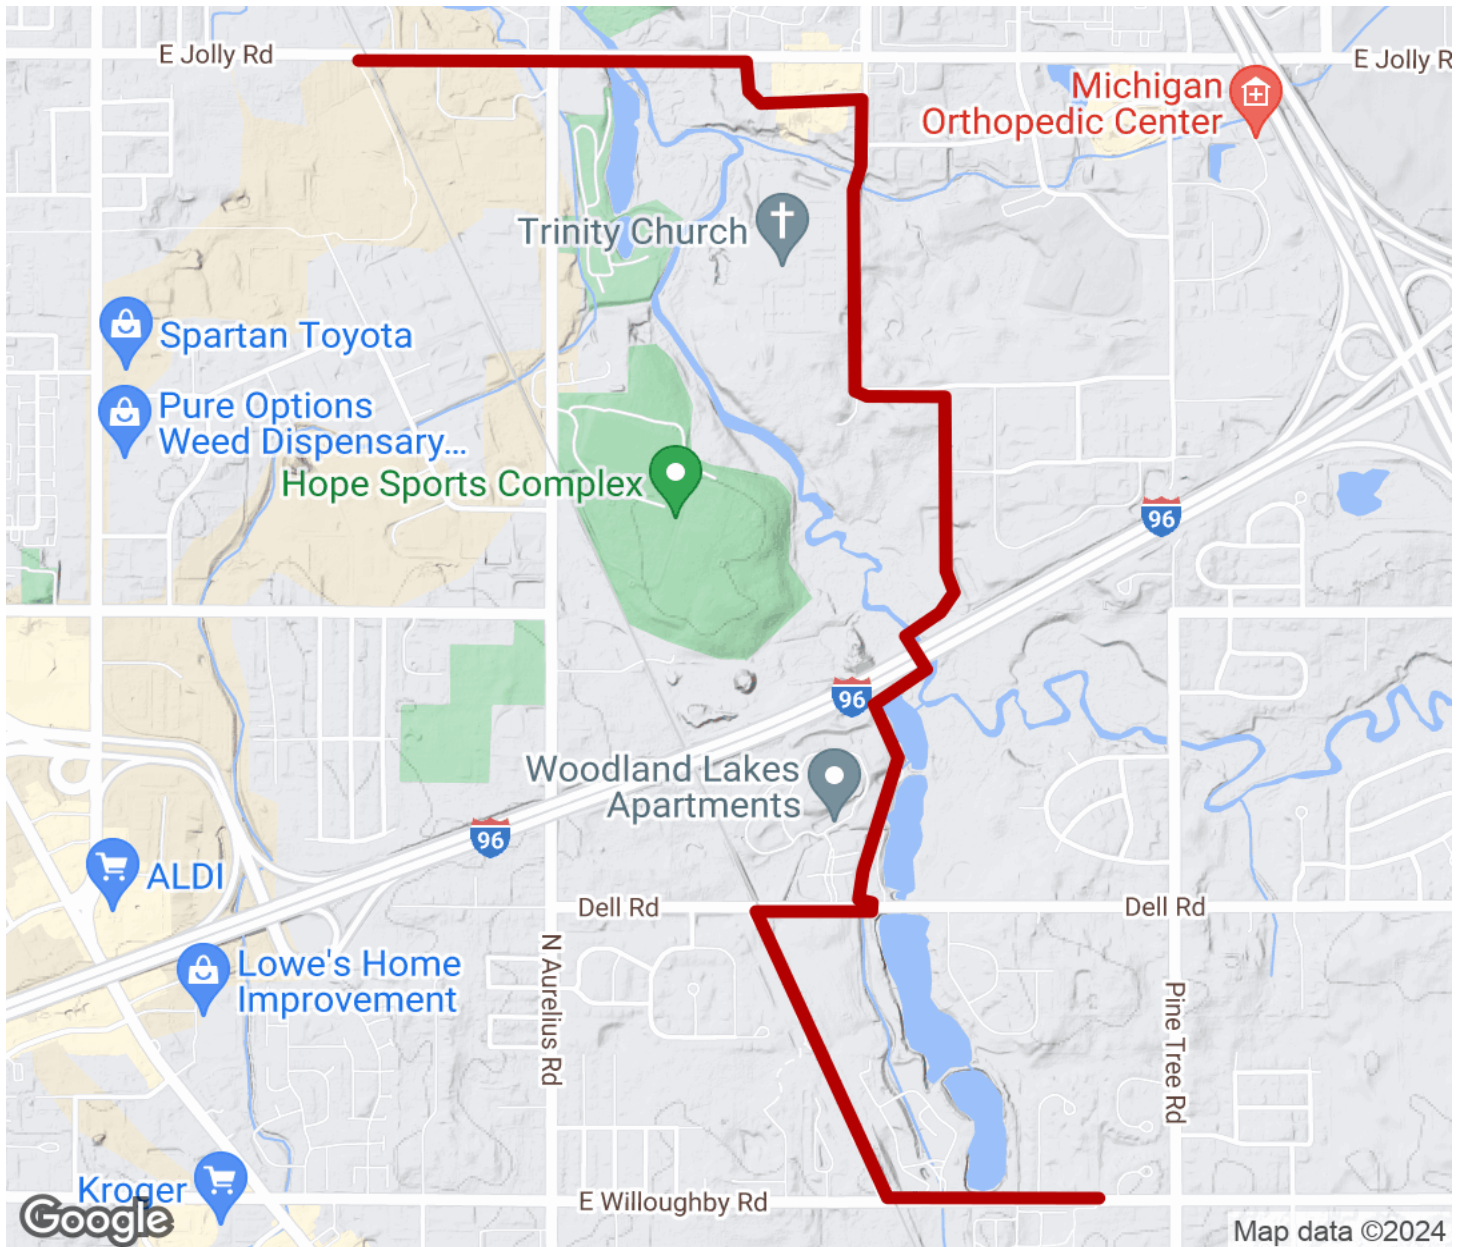 E Jolly Rd
E Jolly R
Michigan
Orthopedic Center
Trinity Church
Spartan Toyota
Pure Options
Weed Dispensary...
Hope Sports Complex
96
96
Woodland Lakes
Apartments
96
ALDI
Dell Rd
Dell Rd
Lowe's Home
Improvement
N Aurelius Rd
Pine Tree Rd
Kroger
E Willoughby Rd
Google
Map data ©2024